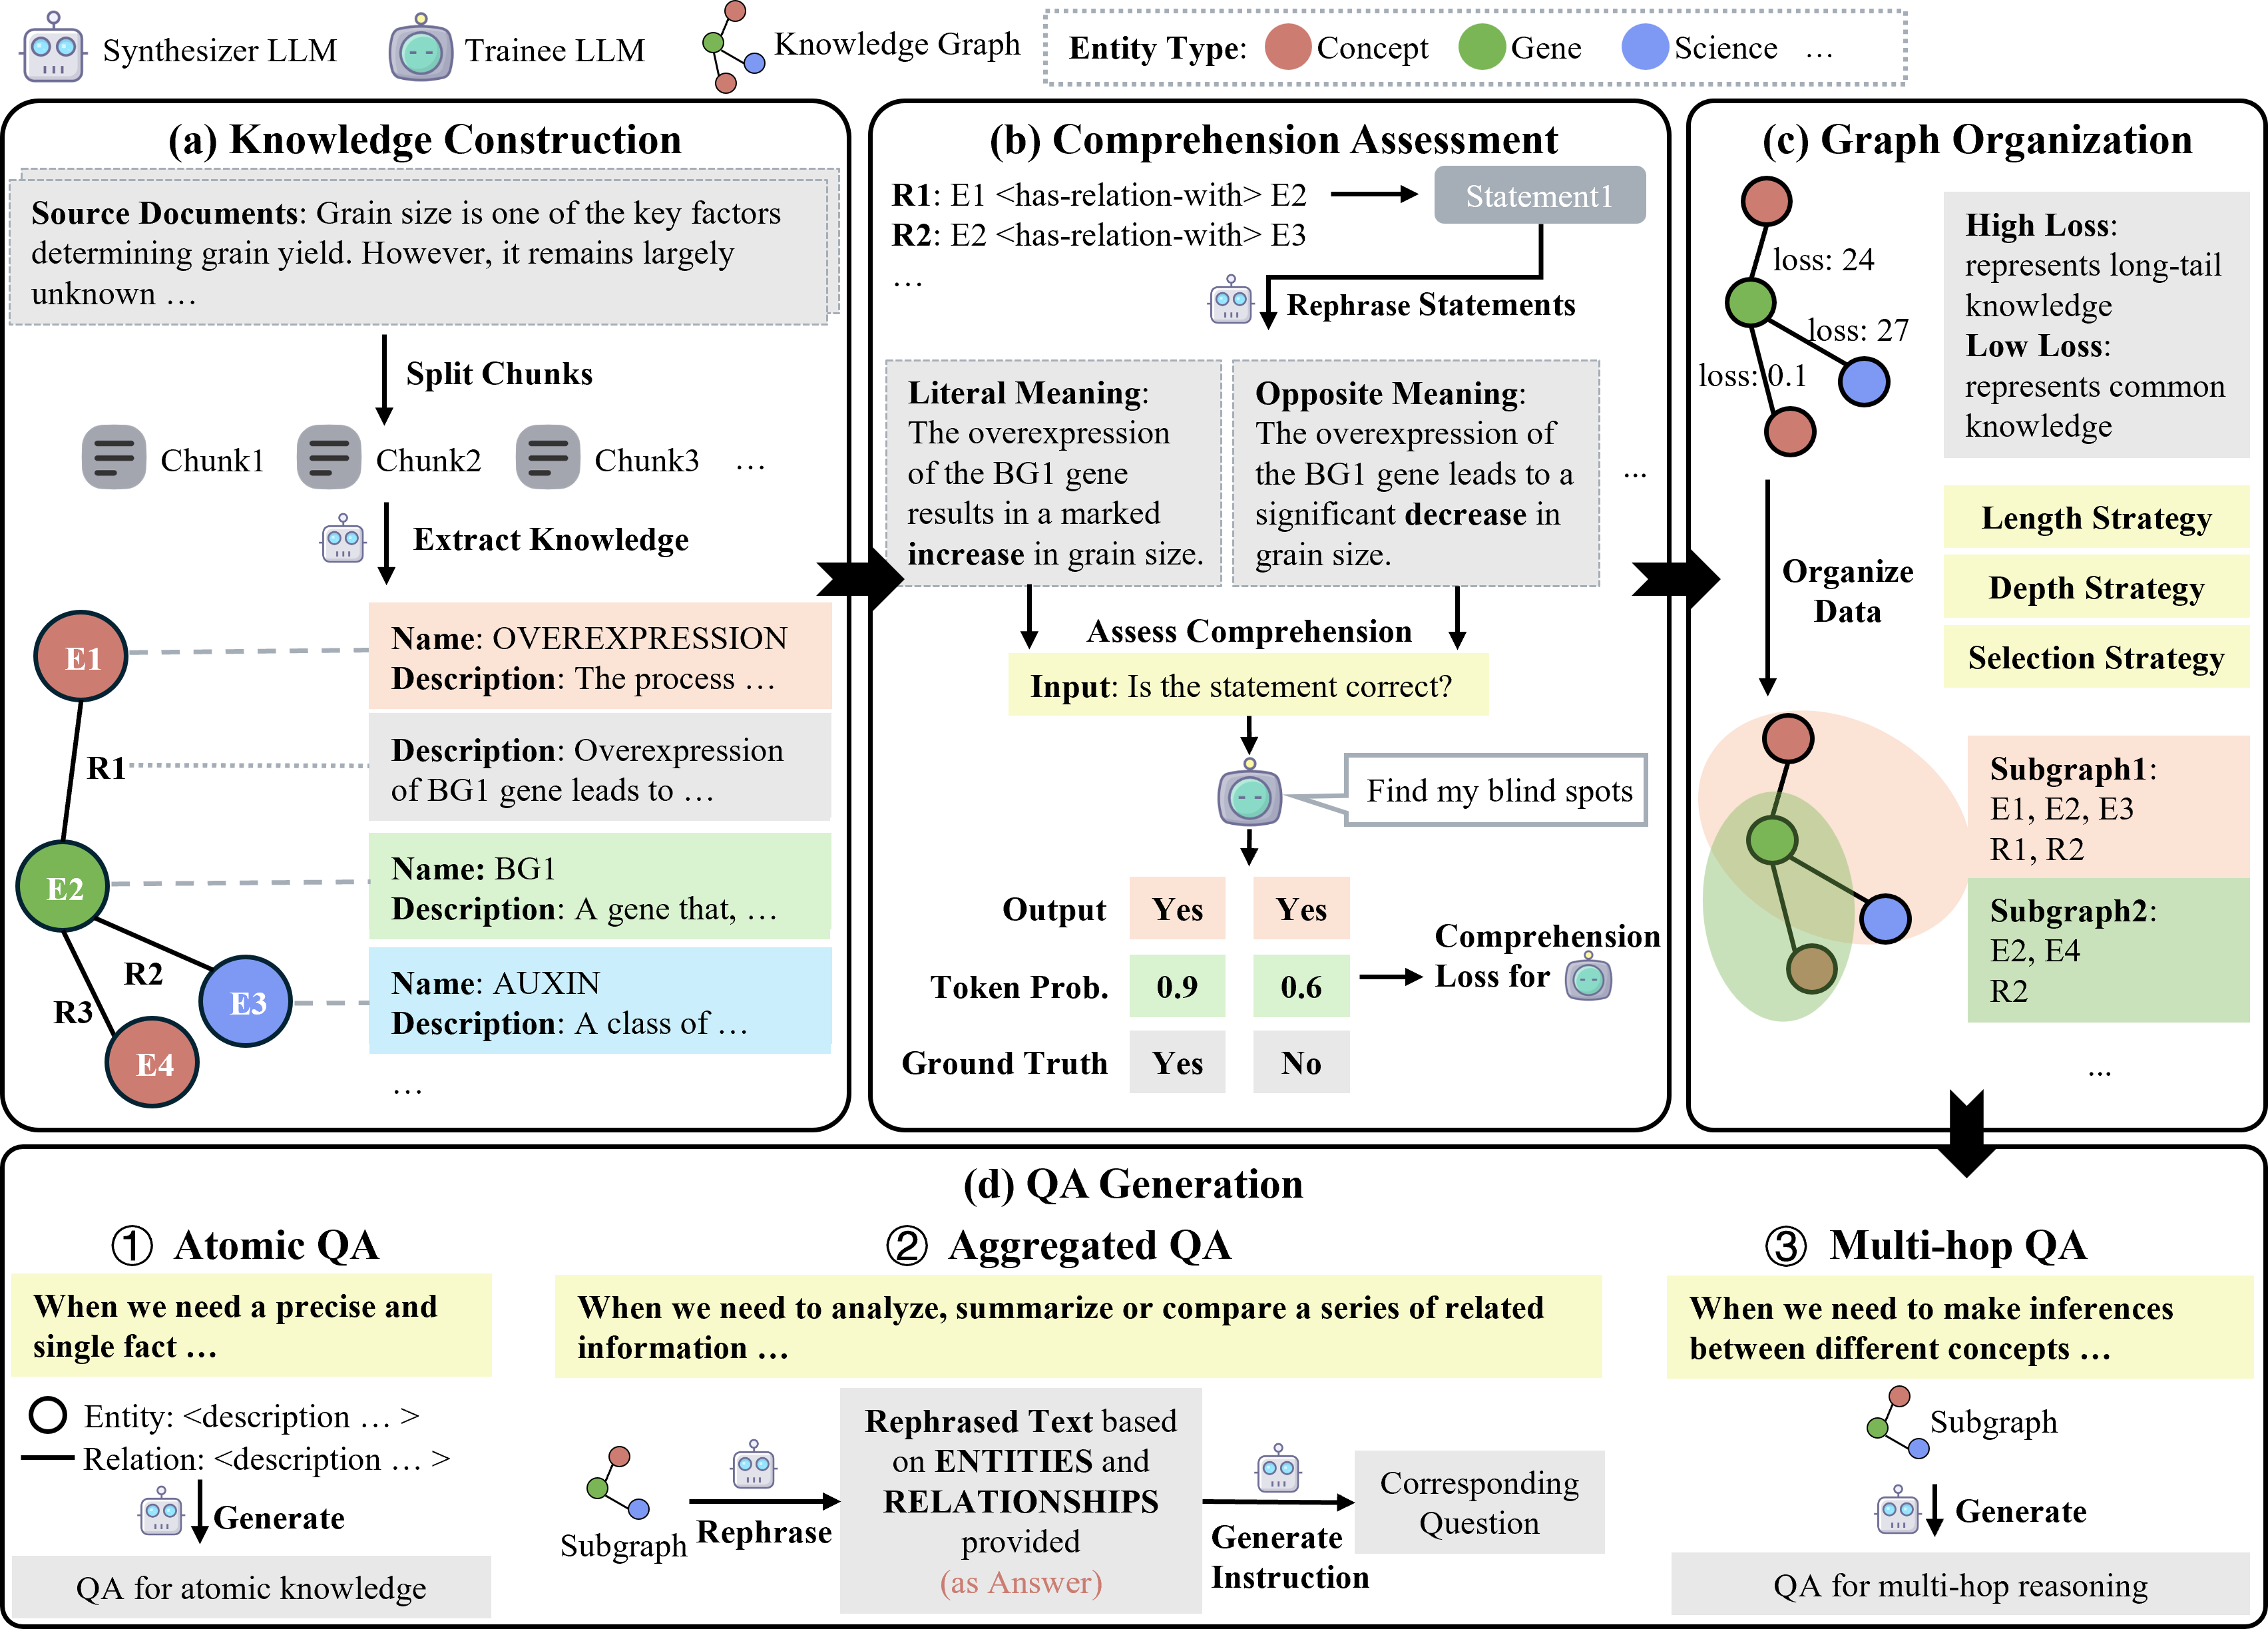 Synthesizer LLM
Trainee LLM
Knowledge Graph
Entity Type: Concept Gene Science …
(a) Knowledge Construction
Source Documents: Grain size is one of the key factors
determining grain yield. However, it remains largely
unknown …
Split Chunks
Chunk1 Chunk2 Chunk3 …
Extract Knowledge
E1
R1
E2
R2
R3
E3
E4
Name: OVEREXPRESSION
Description: The process …
Description: Overexpression
of BG1 gene leads to …
Name: BG1
Description: A gene that, …
Name: AUXIN
Description: A class of …
…
(b) Comprehension Assessment
R1: E1 <has-relation-with> E2
R2: E2 <has-relation-with> E3
…
Statement1
Rephrase Statements
Literal Meaning:
The overexpression
of the BG1 gene
results in a marked
increase in grain size.
Opposite Meaning:
The overexpression of
the BG1 gene leads to a
significant decrease in
grain size.
...
Assess Comprehension
Input: Is the statement correct?
Find my blind spots
Output Yes Yes
Token Prob. 0.9 0.6
Ground Truth Yes No
Comprehension
Loss for
(c) Graph Organization
loss: 24
loss: 27
loss: 0.1
High Loss:
represents long-tail
knowledge
Low Loss:
represents common
knowledge
Organize
Data
Length Strategy
Depth Strategy
Selection Strategy
Subgraph1:
E1, E2, E3
R1, R2
Subgraph2:
E2, E4
R2
...
(d) QA Generation
① Atomic QA
When we need a precise and
single fact …
Entity: <description … >
Relation: <description … >
Generate
QA for atomic knowledge
② Aggregated QA
When we need to analyze, summarize or compare a series of related
information …
Subgraph
Rephrase
Rephrased Text based
on ENTITIES and
RELATIONSHIPS
provided
(as Answer)
Generate
Instruction
Corresponding
Question
③ Multi-hop QA
When we need to make inferences
between different concepts …
Subgraph
Generate
QA for multi-hop reasoning